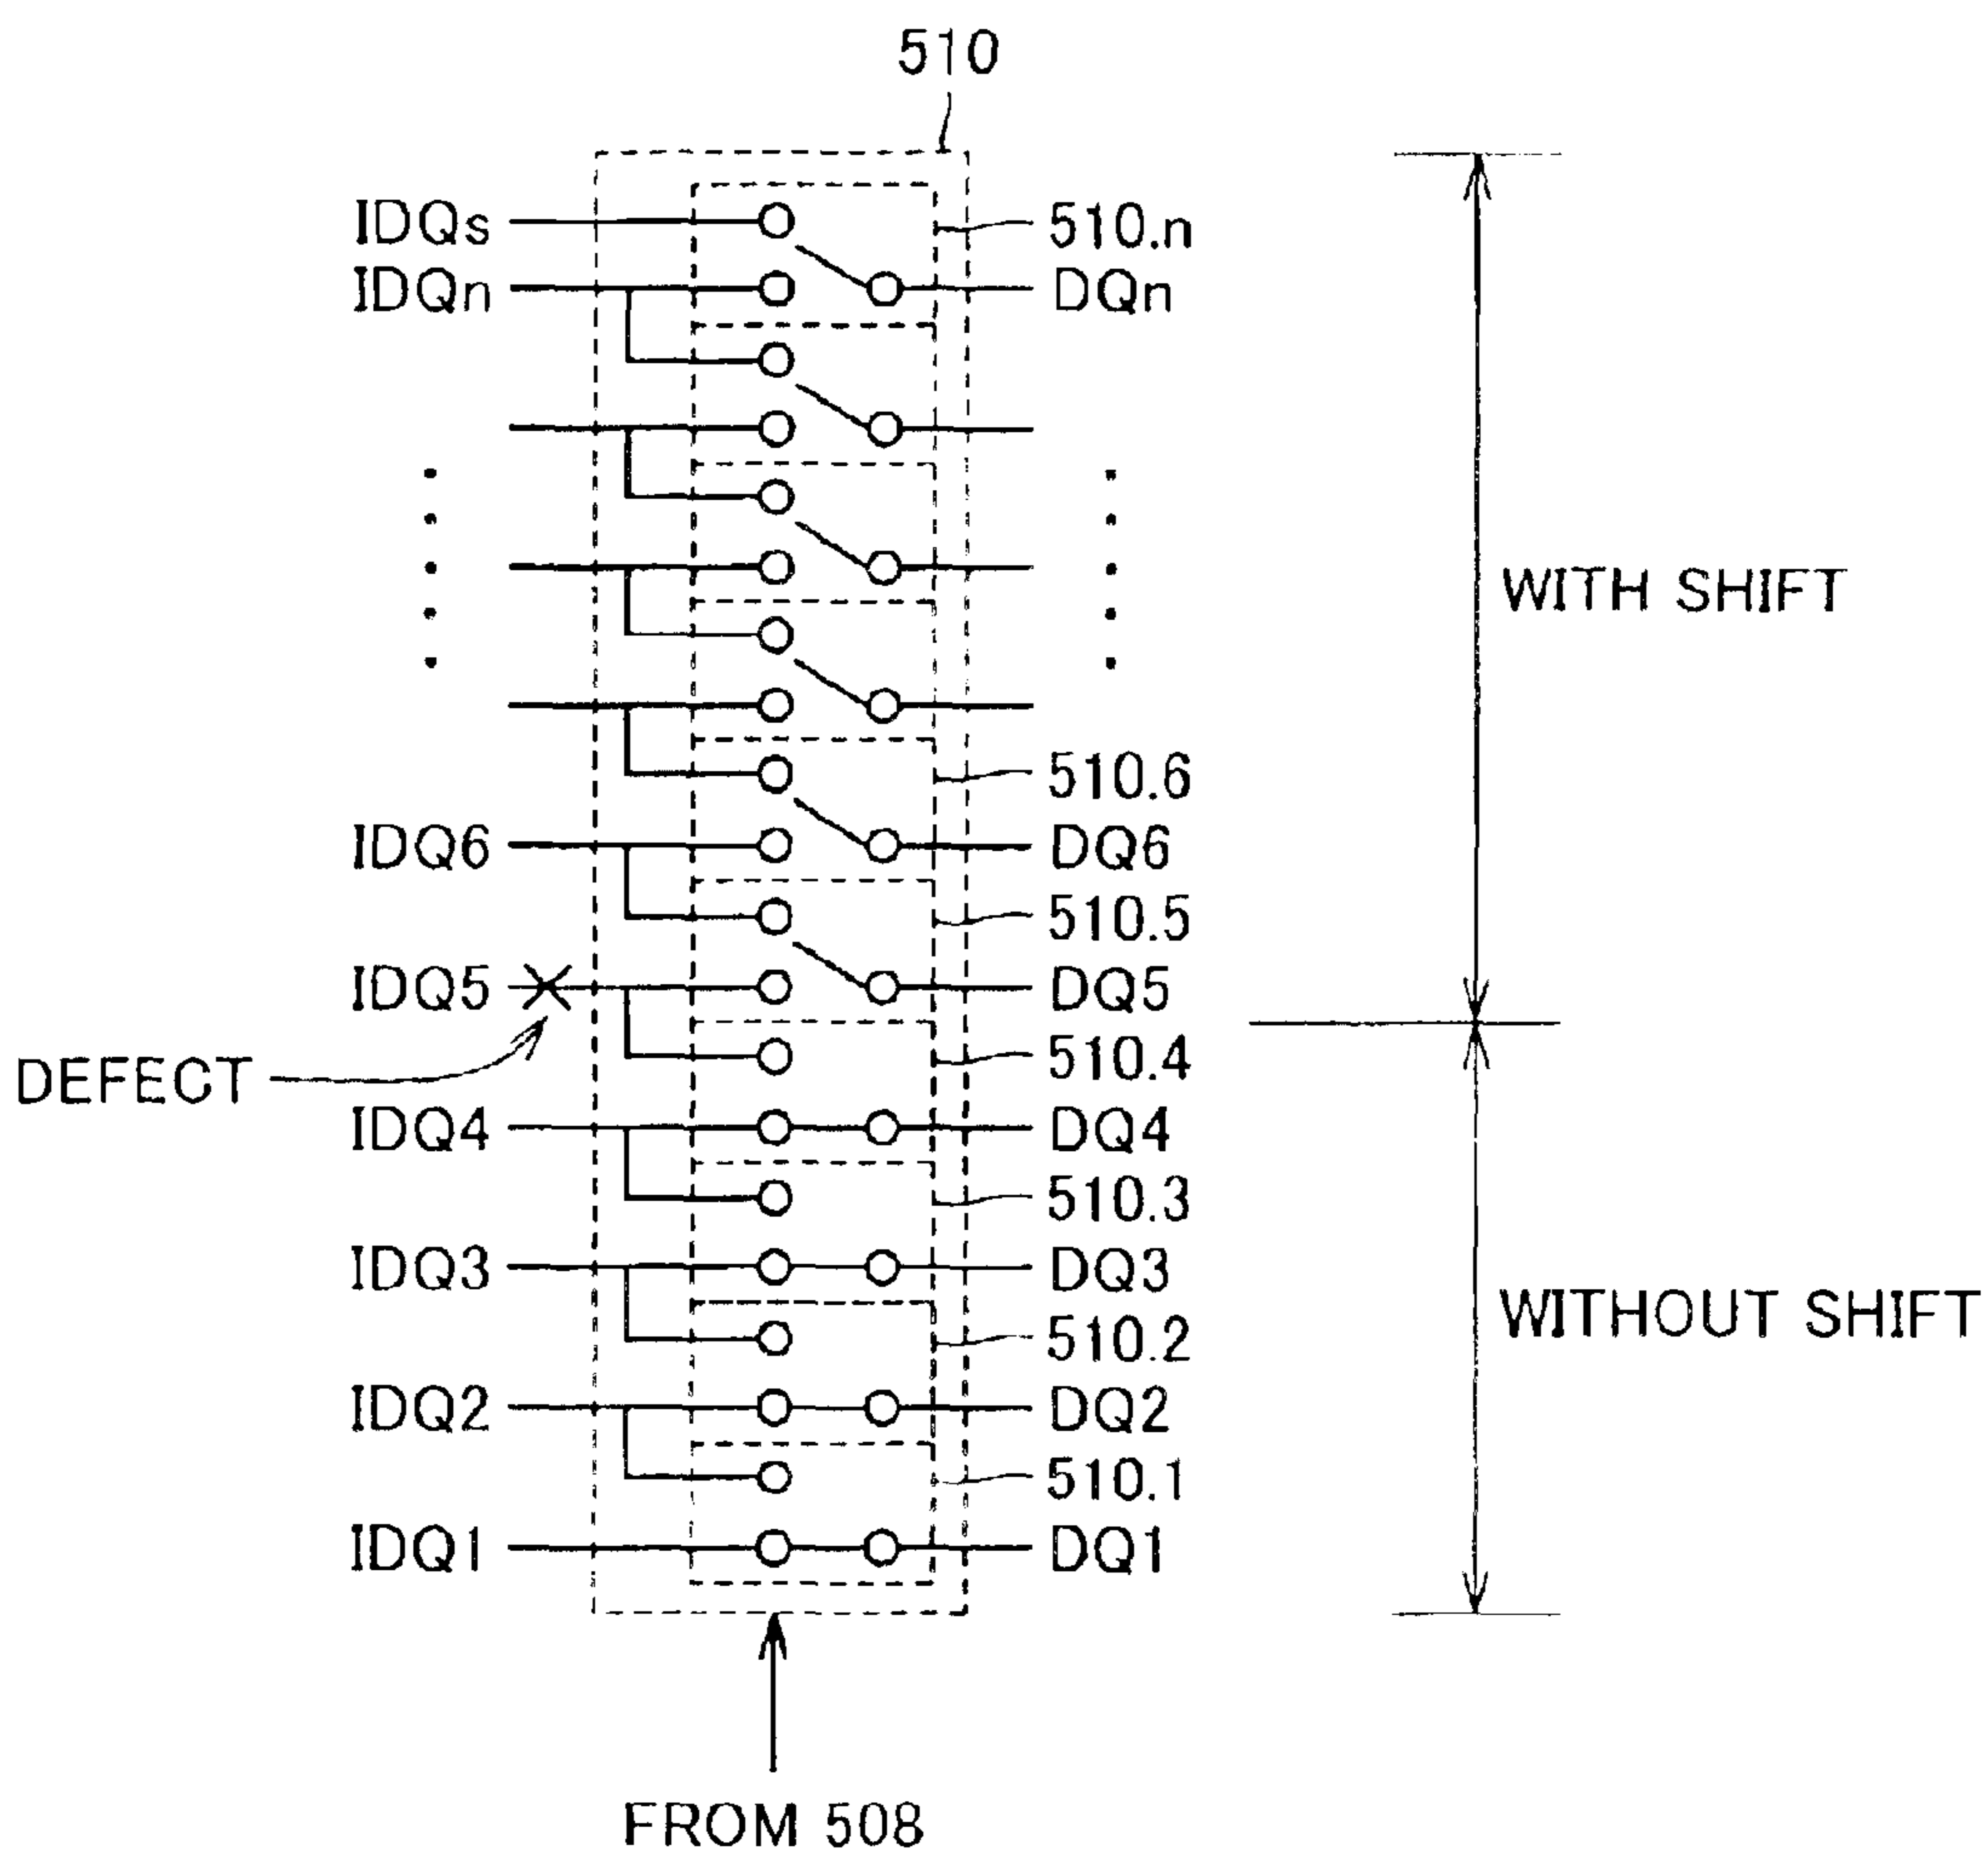 510
IDQs
510.n
IDQn
DQn
WITH SHIFT
510.6
IDQ6
DQ6
510.5
IDQ5
DQ5
DEFECT
510.4
IDQ4
DQ4
510.3
IDQ3
DQ3
WITHOUT SHIFT
510.2
IDQ2
DQ2
510.1
IDQ1
DQ1
FROM 508